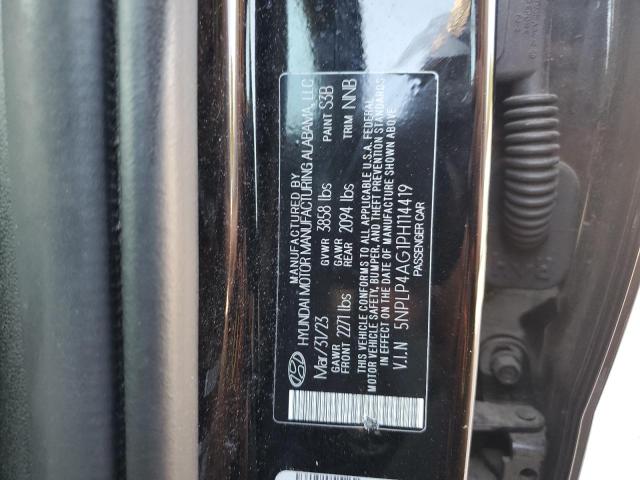 MANUFACTURED BY
HYUNDAI MOTOR MANUFACTURING ALABAMA, LLC
Mar/31/23 GVWR 3858 lbs PAINT S3B
GAWR FRONT 2271 lbs GAWR REAR 2094 lbs TRIM NNB
THIS VEHICLE CONFORMS TO ALL APPLICABLE U.S.A. FEDERAL
MOTOR VEHICLE SAFETY, BUMPER, AND THEFT PREVENTION STANDARDS
IN EFFECT ON THE DATE OF MANUFACTURE SHOWN ABOVE.
V.I.N 5NPLP4AG1PH114419
PASSENGER CAR